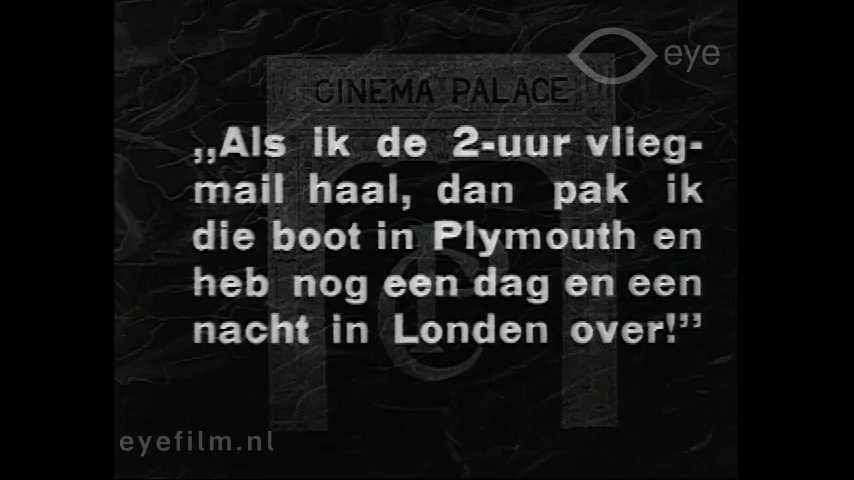 eye
CINEMA PALACE
,,Als ik de 2-uur vlieg-
mail haal, dan pak ik
die boot in Plymouth en
heb nog een dag en een
nacht in Londen over!”
eyefilm.nl